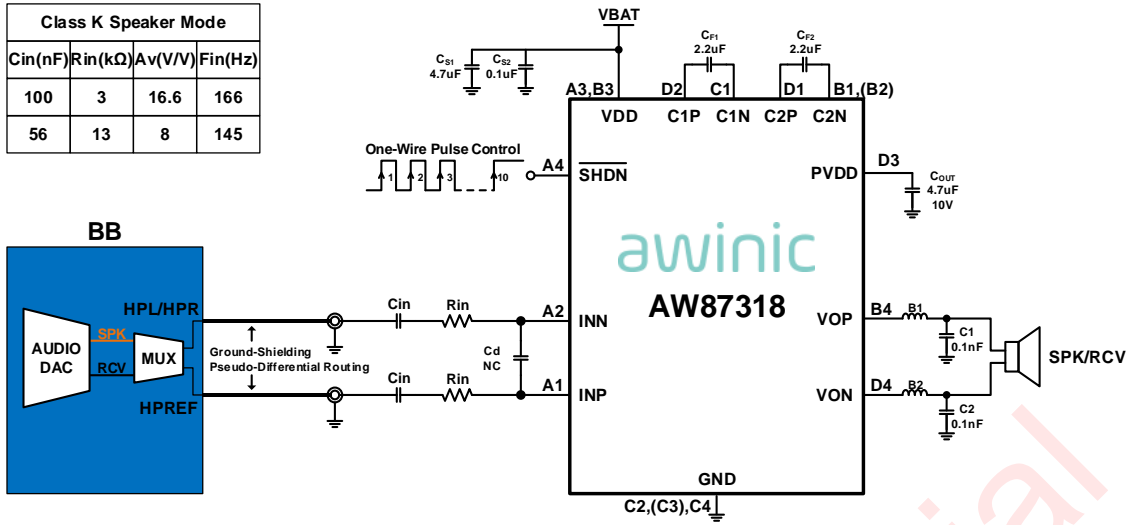 Class K Speaker Mode
Cin(nF) Rin(kΩ) Av(V/V) Fin(Hz)
100 3 16.6 166
56 13 8 145
VBAT
CS1
4.7uF
CS2
0.1uF
CF1
2.2uF
CF2
2.2uF
A3,B3 D2 C1 D1 B1,(B2)
VDD C1P C1N C2P C2N
One-Wire Pulse Control
1 2 3 10
A4
SHDN
PVDD
D3
COUT
4.7uF
10V
awinic
AW87318
BB
AUDIO
DAC
SPK
RCV
MUX
HPL/HPR
HPREF
Ground-Shielding
Pseudo-Differential Routing
Cin Rin
A2
INN
Cd
NC
Cin Rin
A1
INP
VOP
B4
B1
C1
0.1nF
VON
D4
B2
C2
0.1nF
SPK/RCV
GND
C2,(C3),C4
ial